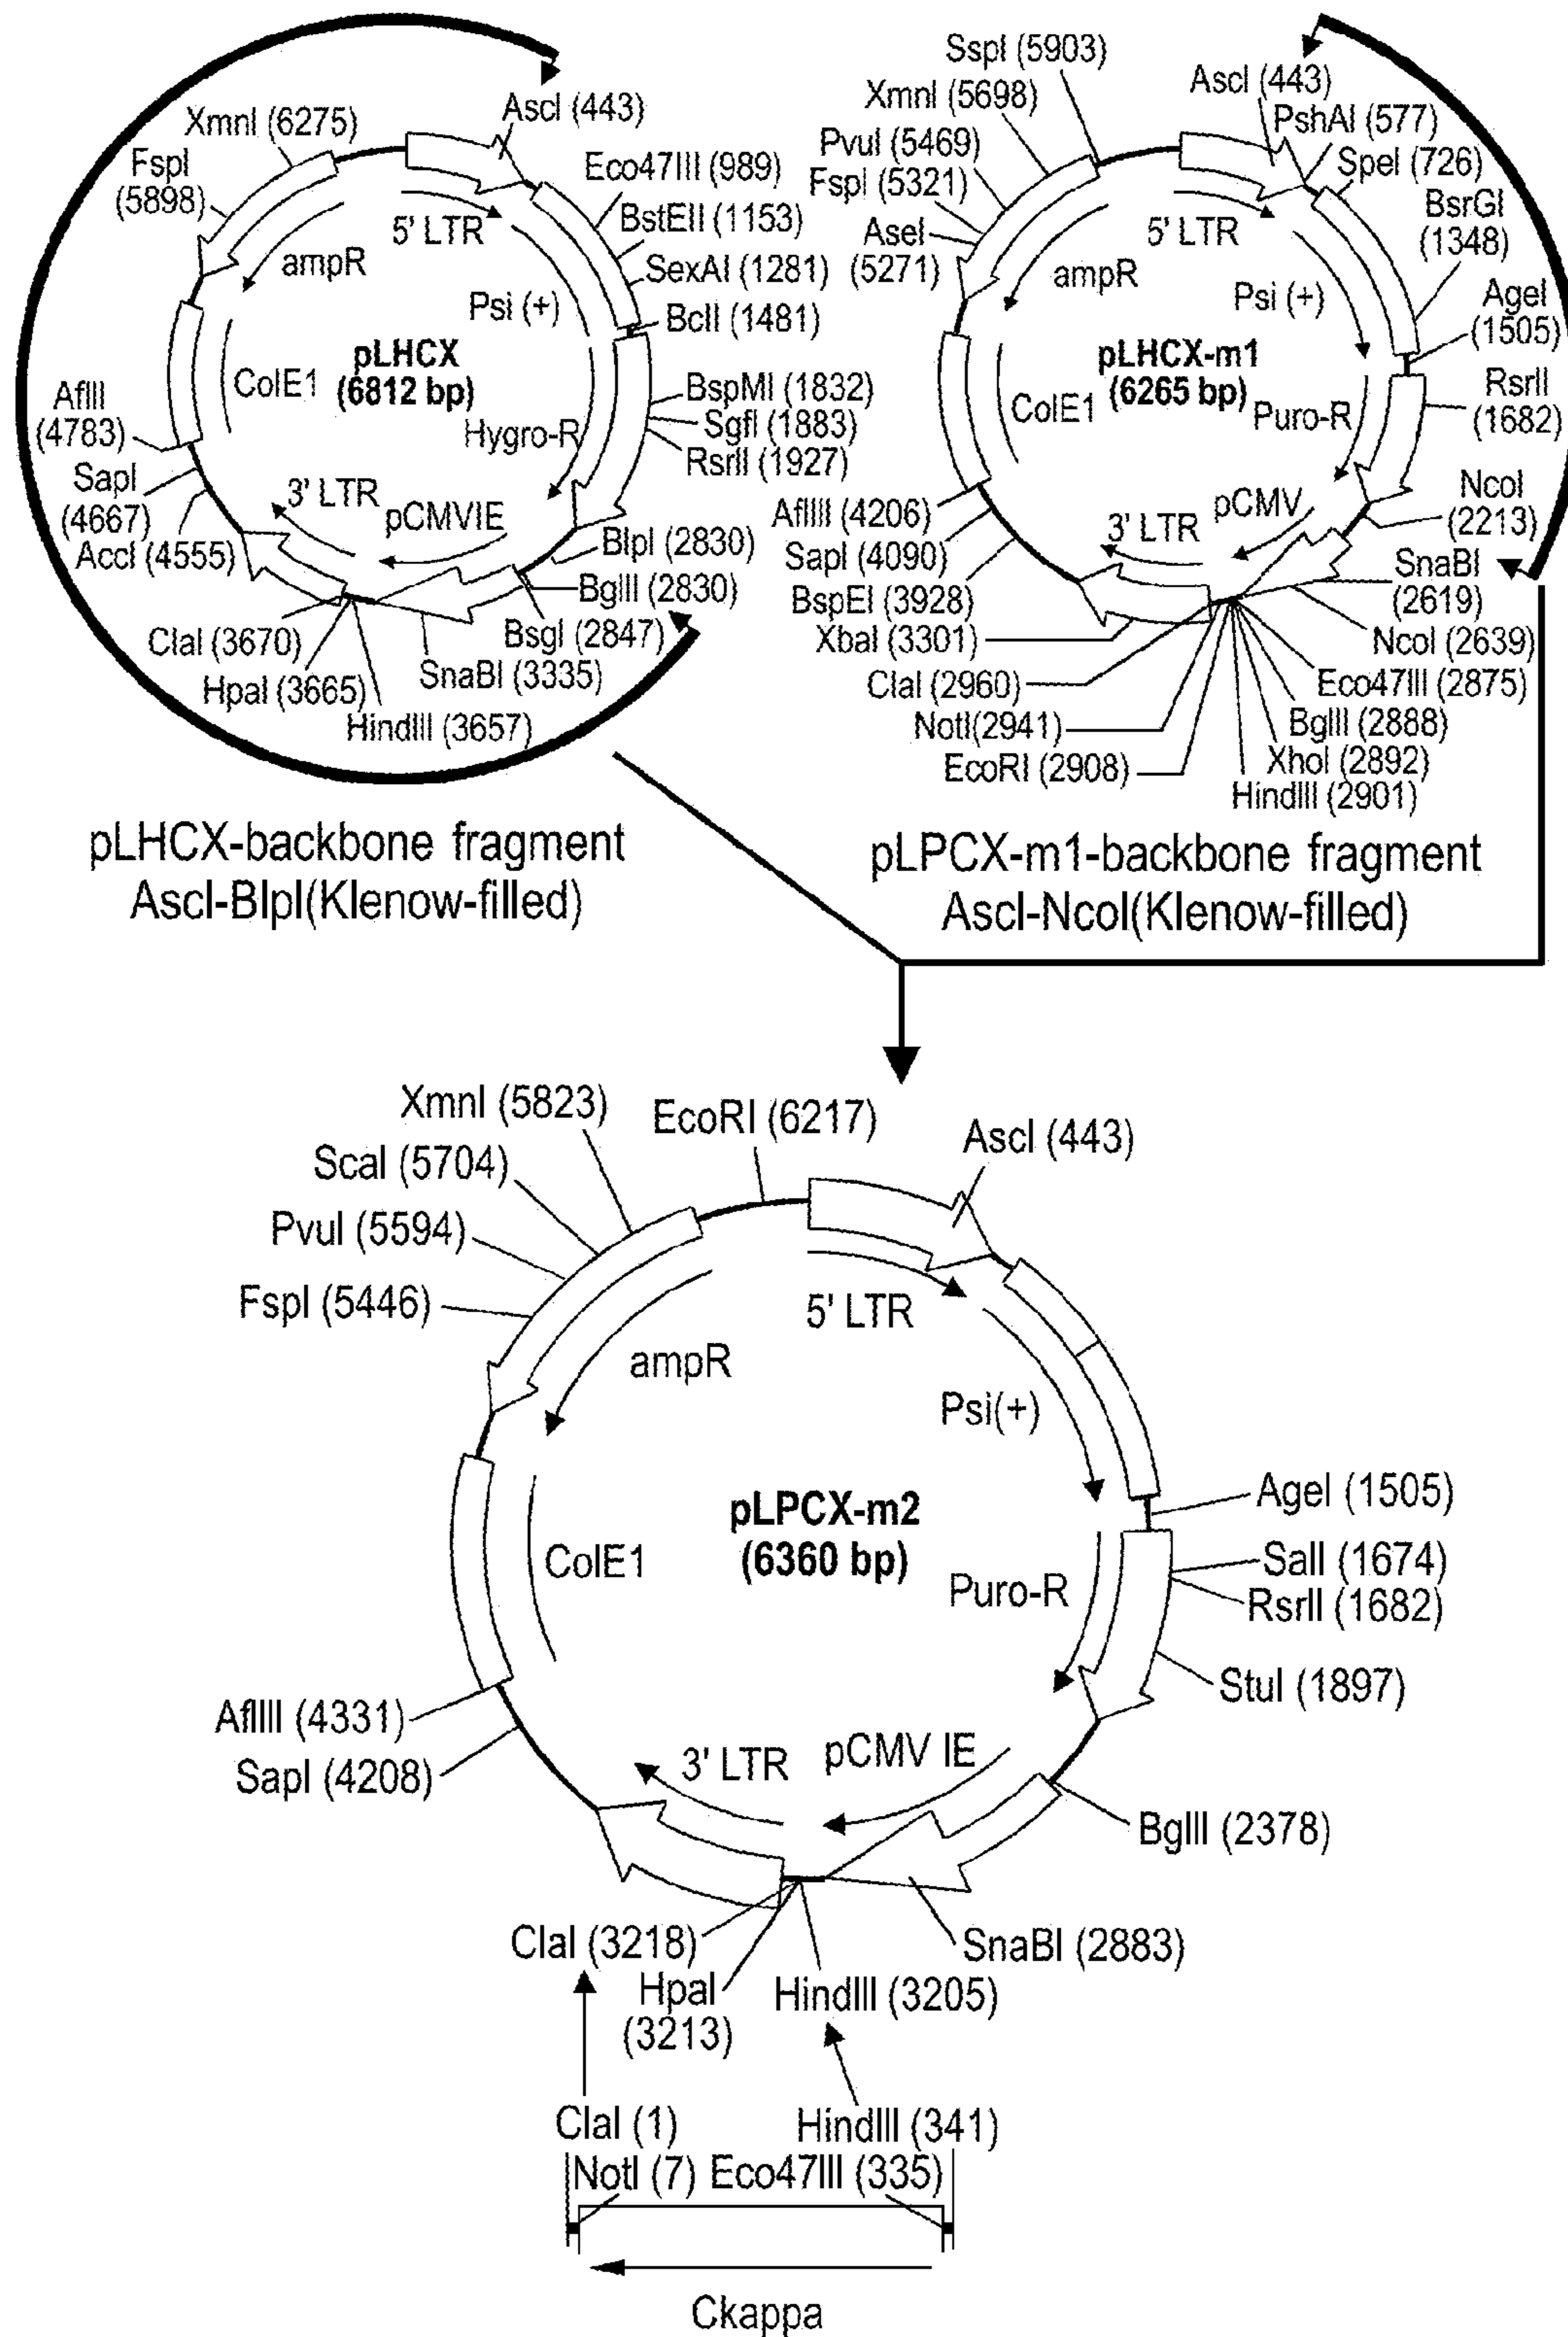 AscI (443)
XmnI (6275)
FspI
(5898)
Eco47III (989)
BstEII (1153)
SexAI (1281)
BclI (1481)
BspMI (1832)
SgfI (1883)
RsrII (1927)
BlpI (2830)
BglII (2830)
BsgI (2847)
SnaBI (3335)
HindIII (3657)
HpaI (3665)
ClaI (3670)
AccI (4555)
SapI
(4667)
AflII
(4783)
5' LTR
ampR
Psi (+)
pLHCX
(6812 bp)
ColE1
Hygro-R
3' LTR
pCMVIE
pLHCX-backbone fragment
AscI-BlpI(Klenow-filled)
SspI (5903)
XmnI (5698)
PvuI (5469)
FspI (5321)
AseI
(5271)
AscI (443)
PshAI (577)
SpeI (726)
BsrGI
(1348)
AgeI
(1505)
RsrII
(1682)
NcoI
(2213)
SnaBI
(2619)
NcoI (2639)
Eco47III (2875)
BglII (2888)
XhoI (2892)
HindIII (2901)
EcoRI (2908)
NotI(2941)
ClaI (2960)
XbaI (3301)
BspEI (3928)
SapI (4090)
AflIII (4206)
5' LTR
ampR
Psi (+)
pLHCX-m1
(6265 bp)
ColE1
Puro-R
3' LTR
pCMV
pLPCX-m1-backbone fragment
AscI-NcoI(Klenow-filled)
XmnI (5823)
EcoRI (6217)
AscI (443)
ScaI (5704)
PvuI (5594)
FspI (5446)
5' LTR
ampR
Psi(+)
pLPCX-m2
(6360 bp)
AgeI (1505)
ColE1
SalI (1674)
Puro-R
RsrII (1682)
StuI (1897)
AflIII (4331)
SapI (4208)
3' LTR
pCMV IE
BglII (2378)
ClaI (3218)
SnaBI (2883)
HpaI
(3213)
HindIII (3205)
ClaI (1)
HindIII (341)
NotI (7) Eco47III (335)
Ckappa